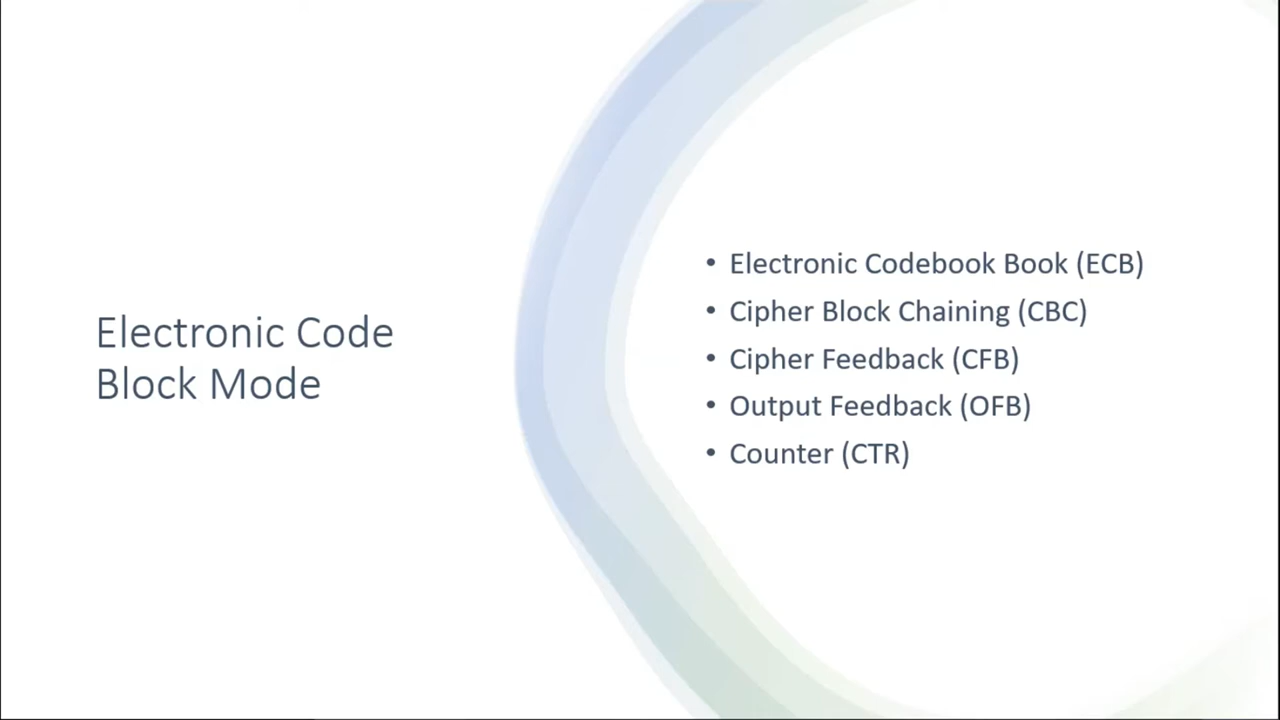 Electronic Code
Block Mode
• Electronic Codebook Book (ECB)
• Cipher Block Chaining (CBC)
• Cipher Feedback (CFB)
• Output Feedback (OFB)
• Counter (CTR)